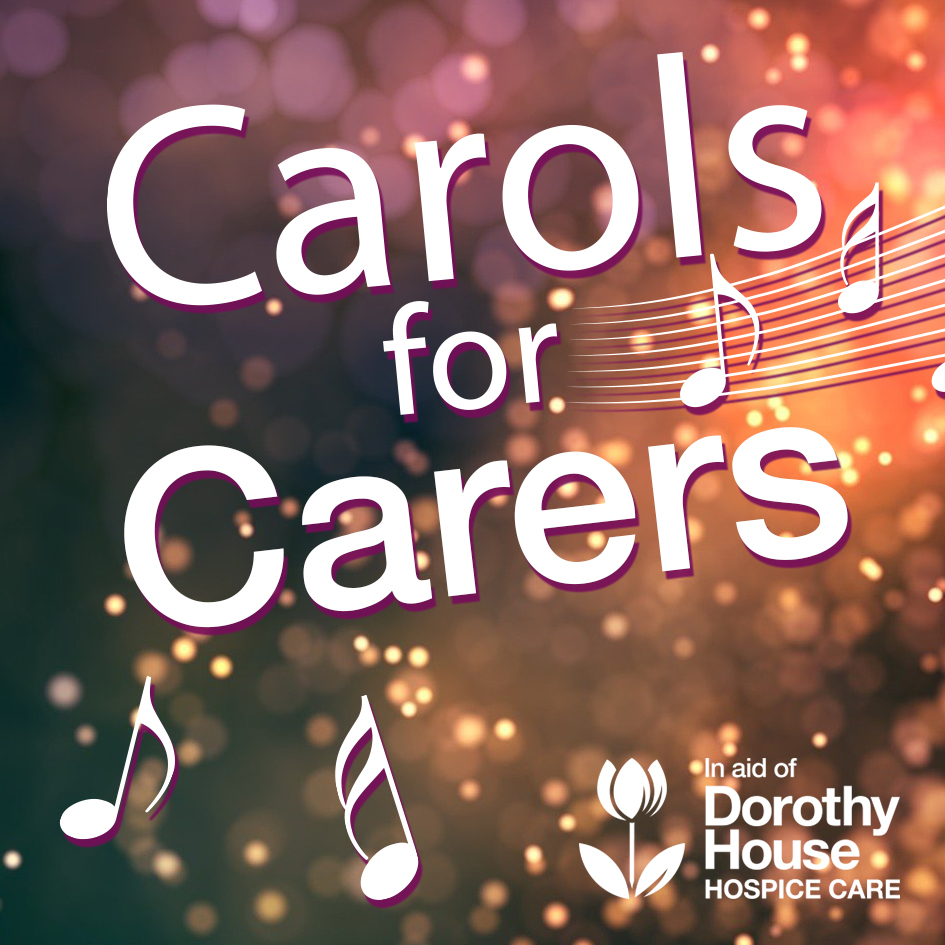 Carols
for
Carers
In aid of
Dorothy
House
HOSPICE CARE